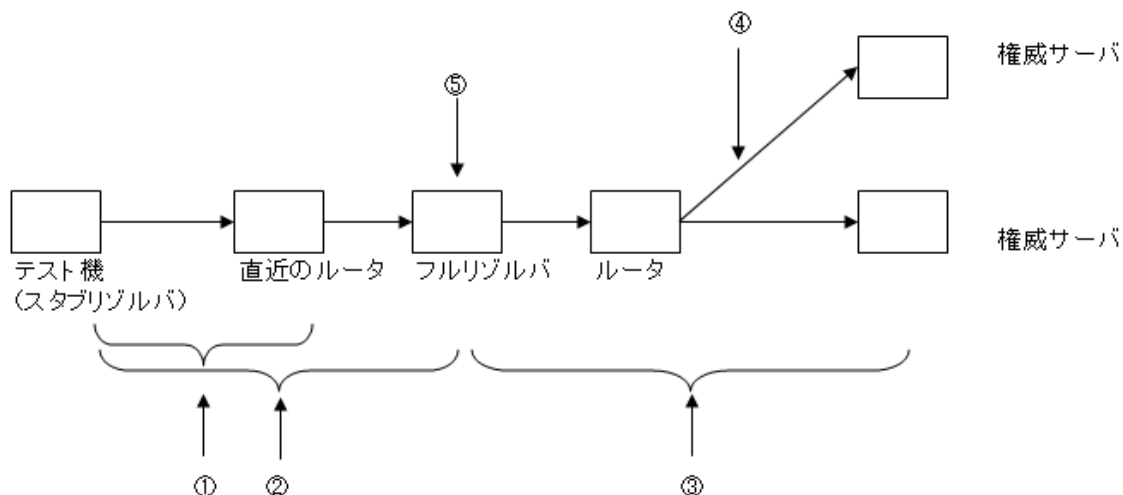 ④
権威サーバ
⑤
権威サーバ
テスト機
(スタブリゾルバ)
直近のルータ
フルリゾルバ
ルータ
①
②
③